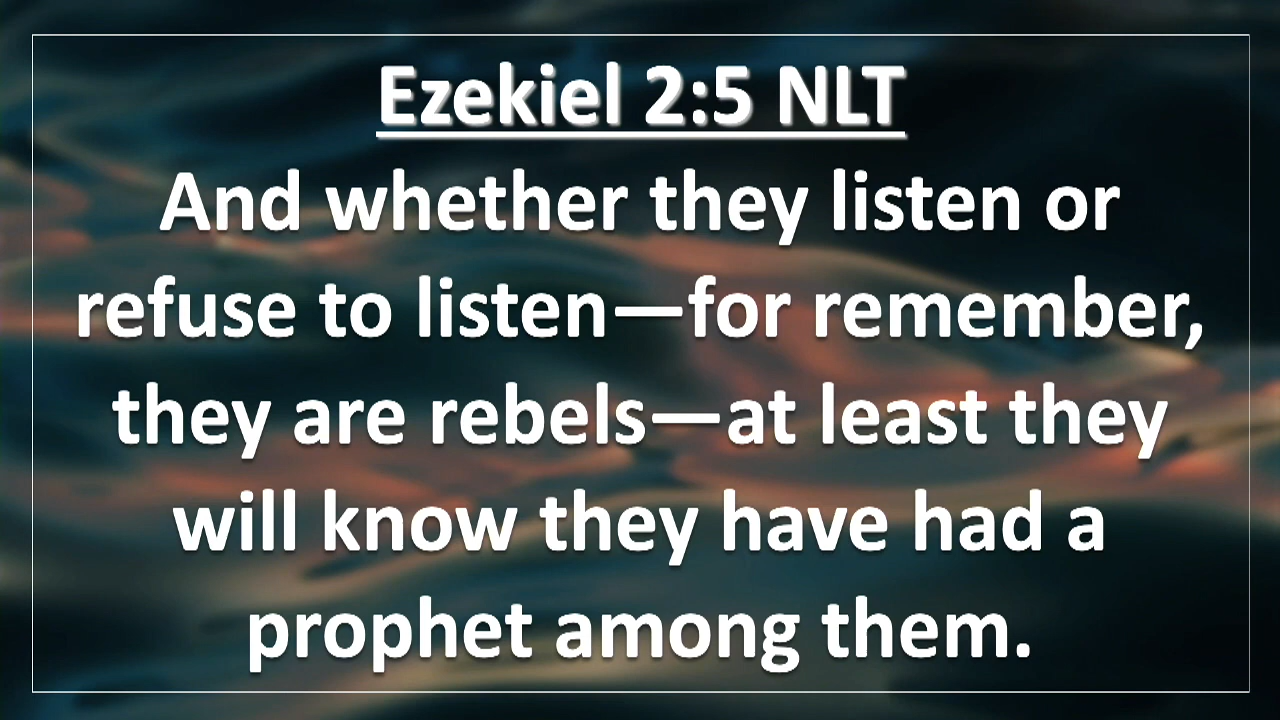 Ezekiel 2:5 NLT
And whether they listen or
refuse to listen—for remember,
they are rebels—at least they
will know they have had a
prophet among them.